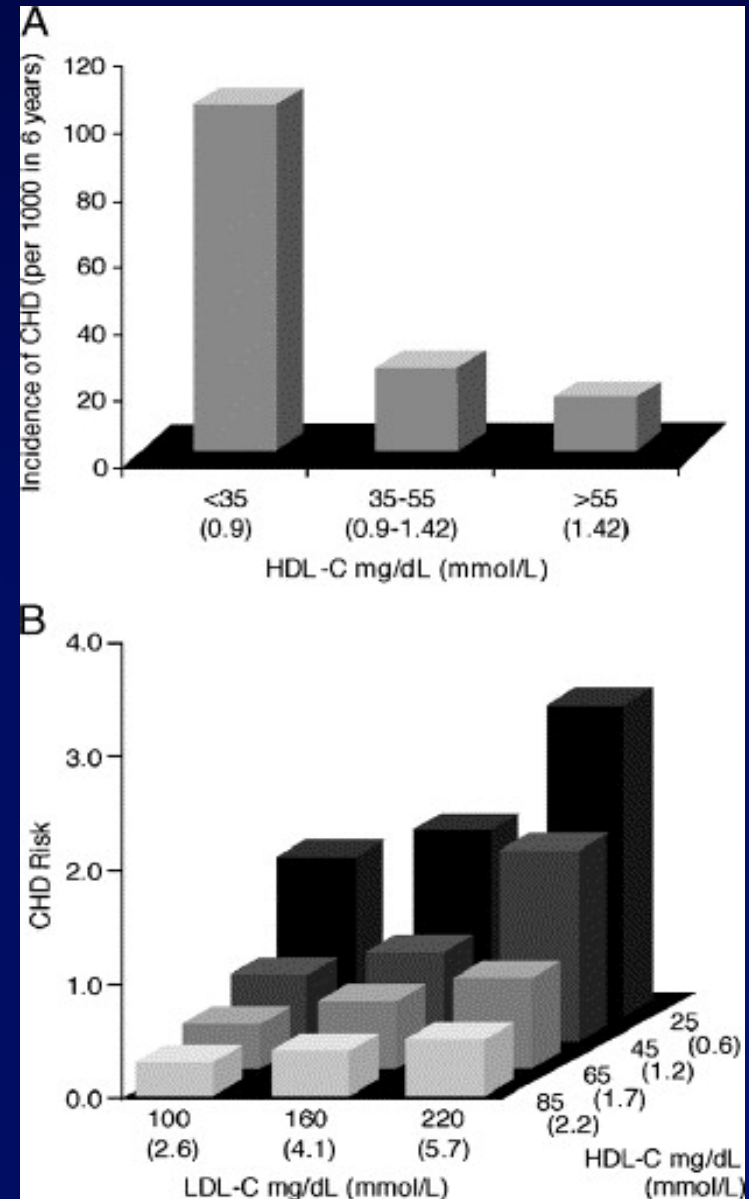 A
Incidence of CHD (per 1000 in 6 years)
120
100
80
60
40
20
0
<35 35-55 >55
(0.9) (0.9-1.42) (1.42)
HDL-C mg/dL (mmol/L)
B
CHD Risk
4.0
3.0
2.0
1.0
0.0
100 160 220
(2.6) (4.1) (5.7)
LDL-C mg/dL (mmol/L)
25
(0.6)
45
(1.2)
65
(1.7)
85
(2.2)
HDL-C mg/dL
(mmol/L)